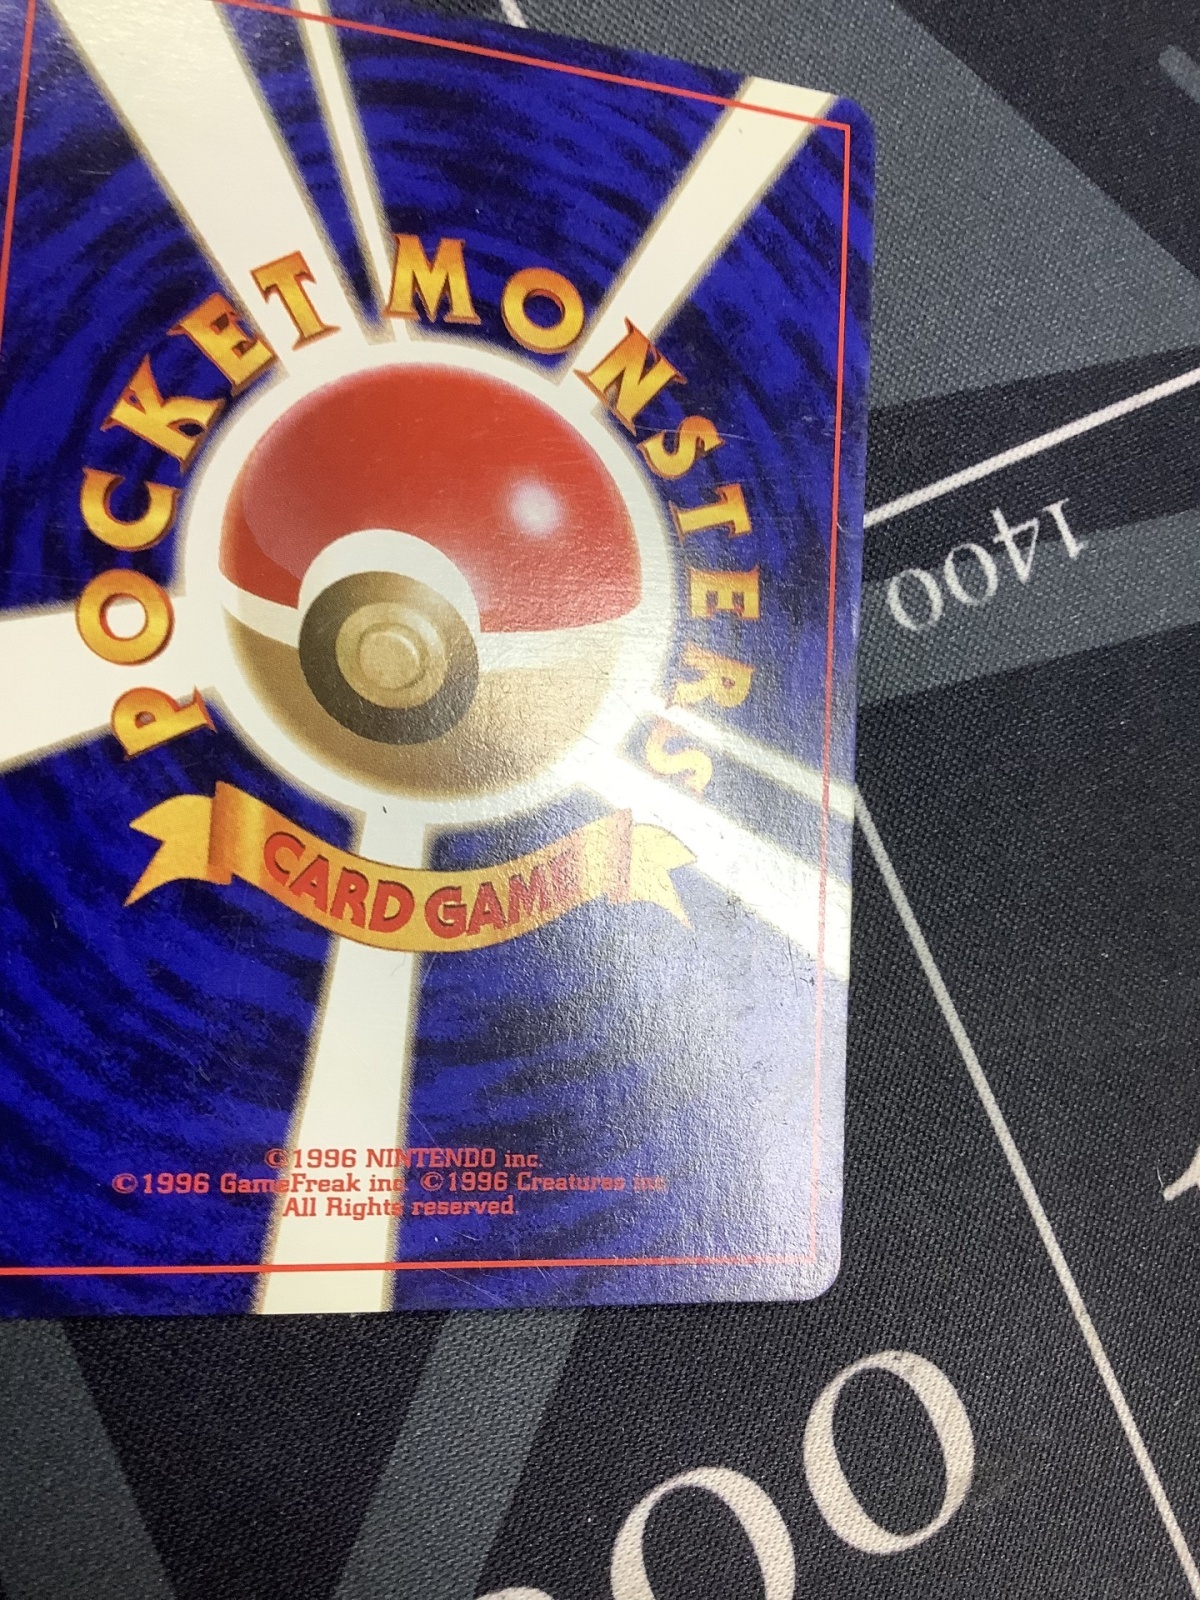 POCKET MONSTERS
CARD GAME
©1996 NINTENDO inc.
©1996 GameFreak inc. ©1996 Creatures inc.
All Rights reserved.
1400